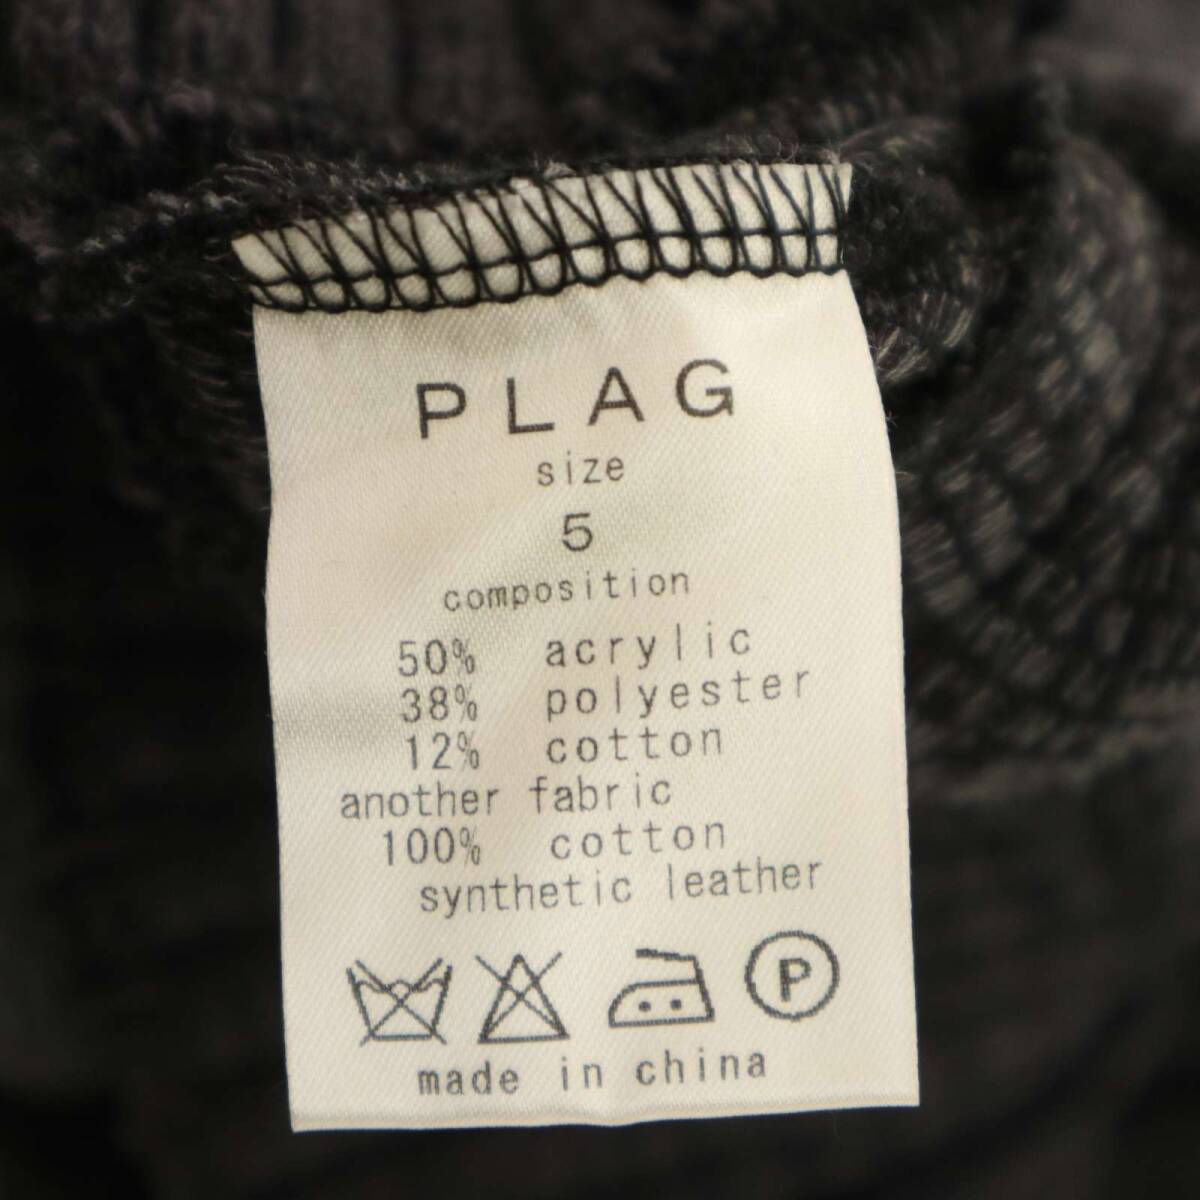 PLAG
size
5
composition
50% acrylic
38% polyester
12% cotton
another fabric
100% cotton
synthetic leather
P
made in china